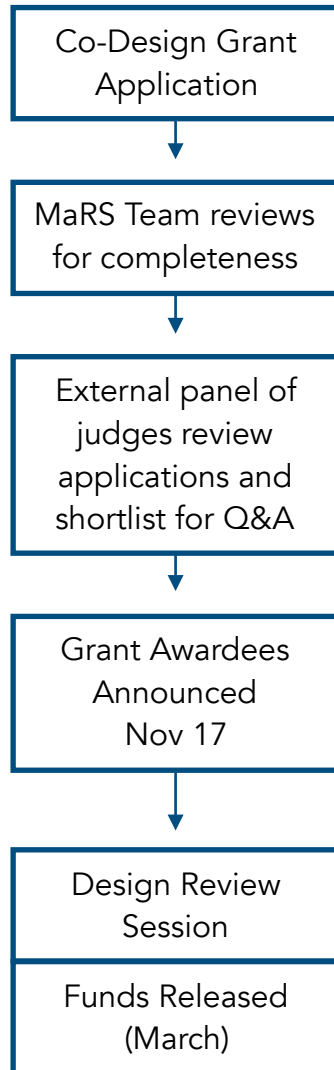 Co-Design Grant
Application
MaRS Team reviews
for completeness
External panel of
judges review
applications and
shortlist for Q&A
Grant Awardees
Announced
Nov 17
Design Review
Session
Funds Released
(March)